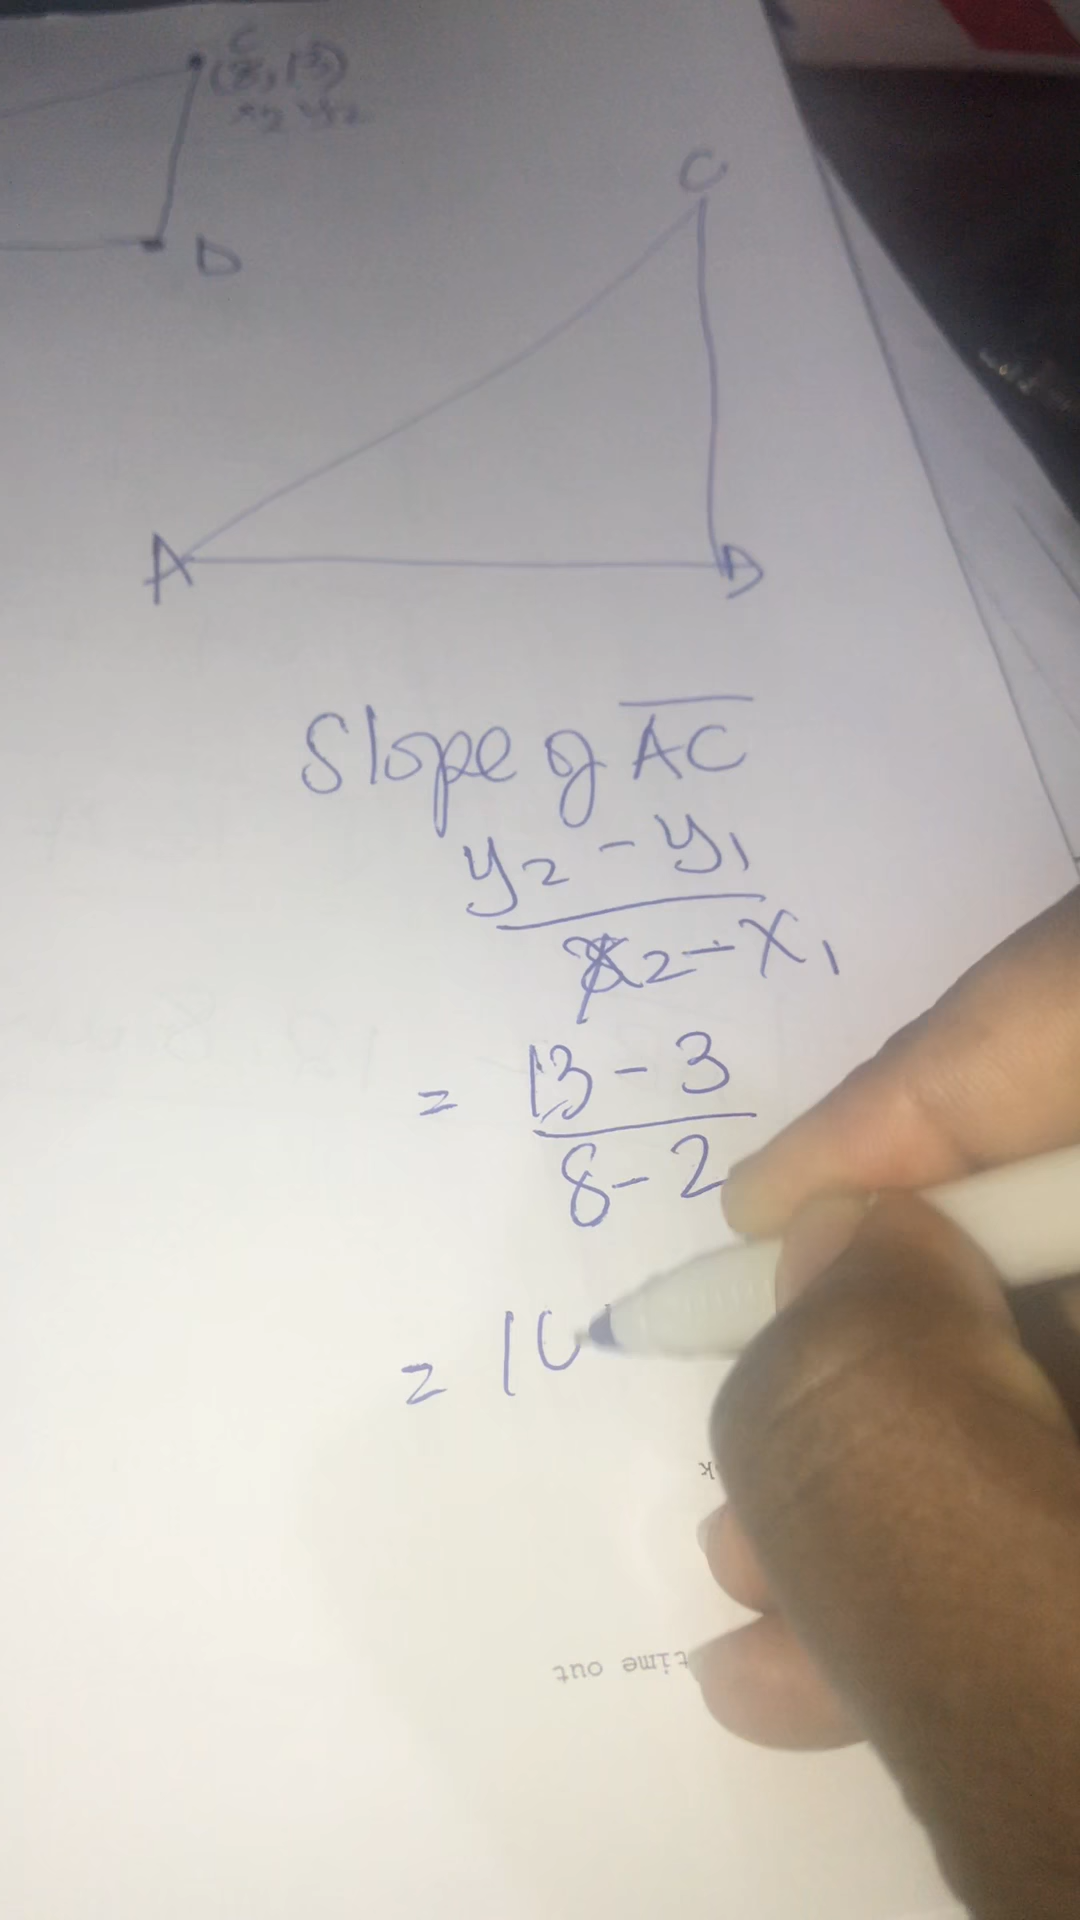 C
(8, 13)
x2 y2
D
C
A
D
Slope of AC
y2 - y1
x2 - x1
= 13 - 3
8 - 2
= 10
k
time out